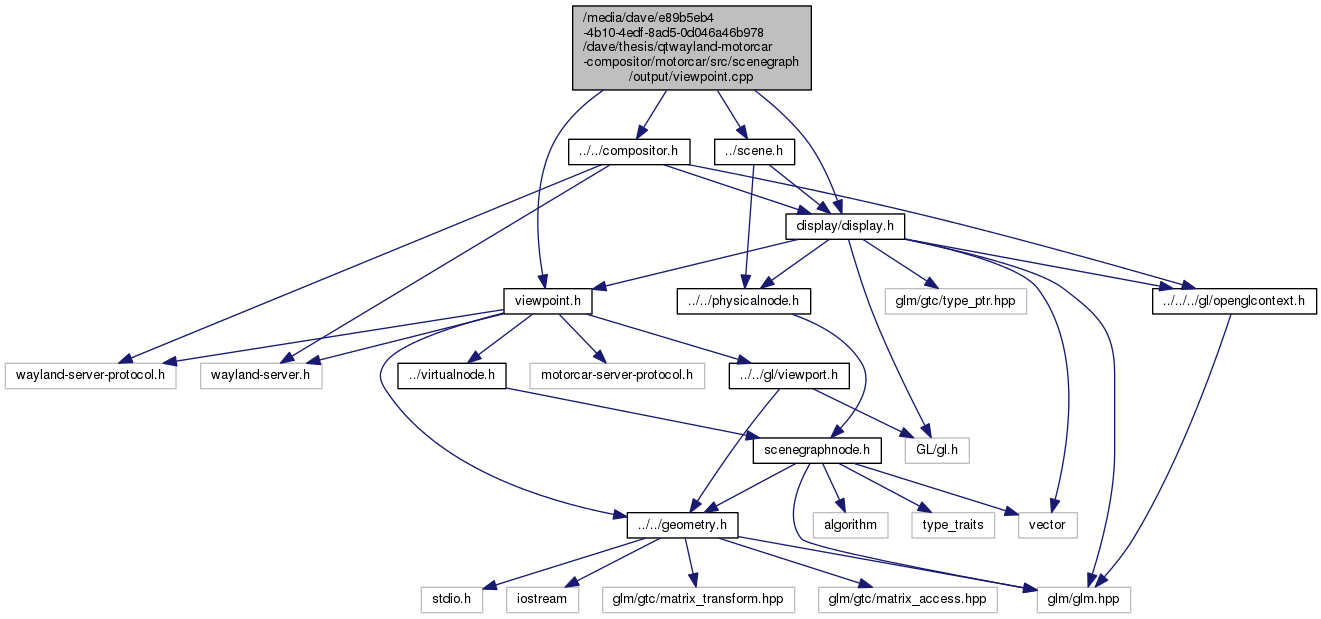 /media/dave/e89b5eb4
-4b10-4edf-8ad5-0d046a46b978
/dave/thesis/qtwayland-motorcar
-compositor/motorcar/src/scenegraph
/output/viewpoint.cpp
../../compositor.h
../scene.h
display/display.h
viewpoint.h
../../physicalnode.h
glm/gtc/type_ptr.hpp
../../../gl/openglcontext.h
wayland-server-protocol.h
wayland-server.h
../virtualnode.h
motorcar-server-protocol.h
../../gl/viewport.h
scenegraphnode.h
GL/gl.h
../../geometry.h
algorithm
type_traits
vector
stdio.h
iostream
glm/gtc/matrix_transform.hpp
glm/gtc/matrix_access.hpp
glm/glm.hpp